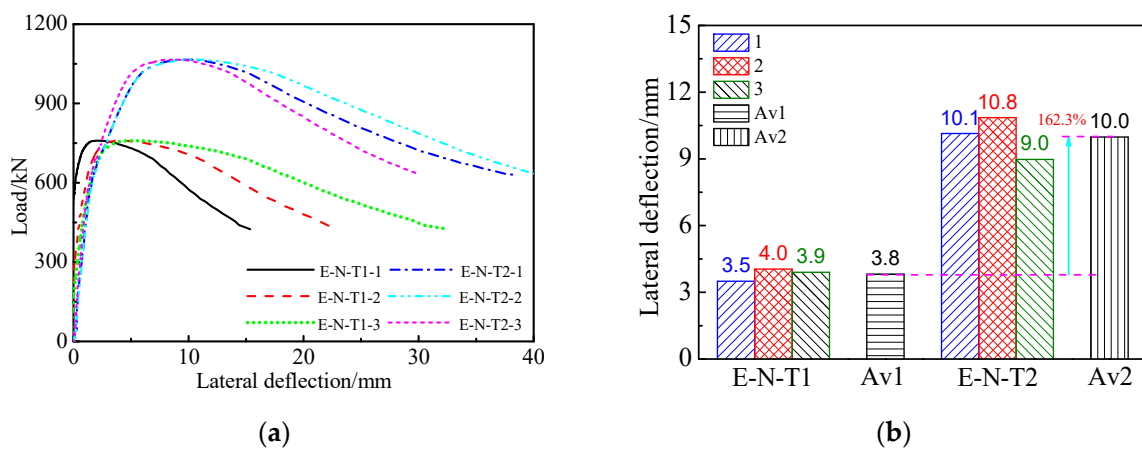 1200
900
600
300
0
Load/kN
E-N-T1-1
E-N-T2-1
E-N-T1-2
E-N-T2-2
E-N-T1-3
E-N-T2-3
0 10 20 30 40
Lateral deflection/mm
(a)
15
12
9
6
3
0
Lateral deflection/mm
1
2
3
Av1
Av2
3.5 4.0 3.9 3.8 10.1 10.8 9.0 162.3% 10.0
E-N-T1 Av1 E-N-T2 Av2
(b)